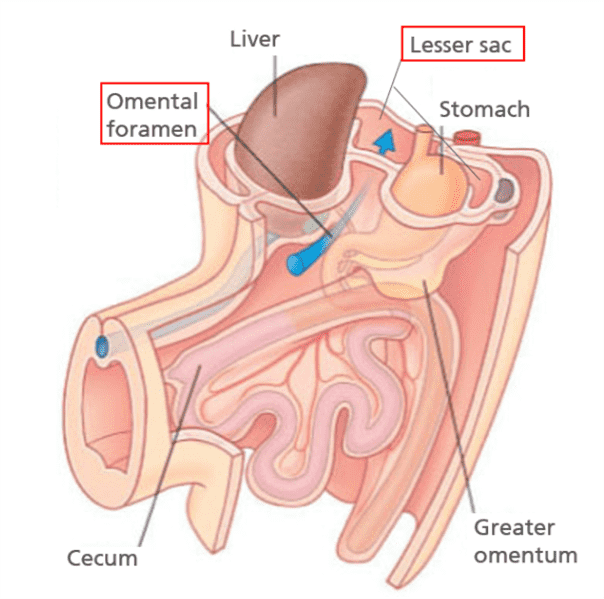 Liver
Lesser sac
Omental
foramen
Stomach
Cecum
Greater
omentum